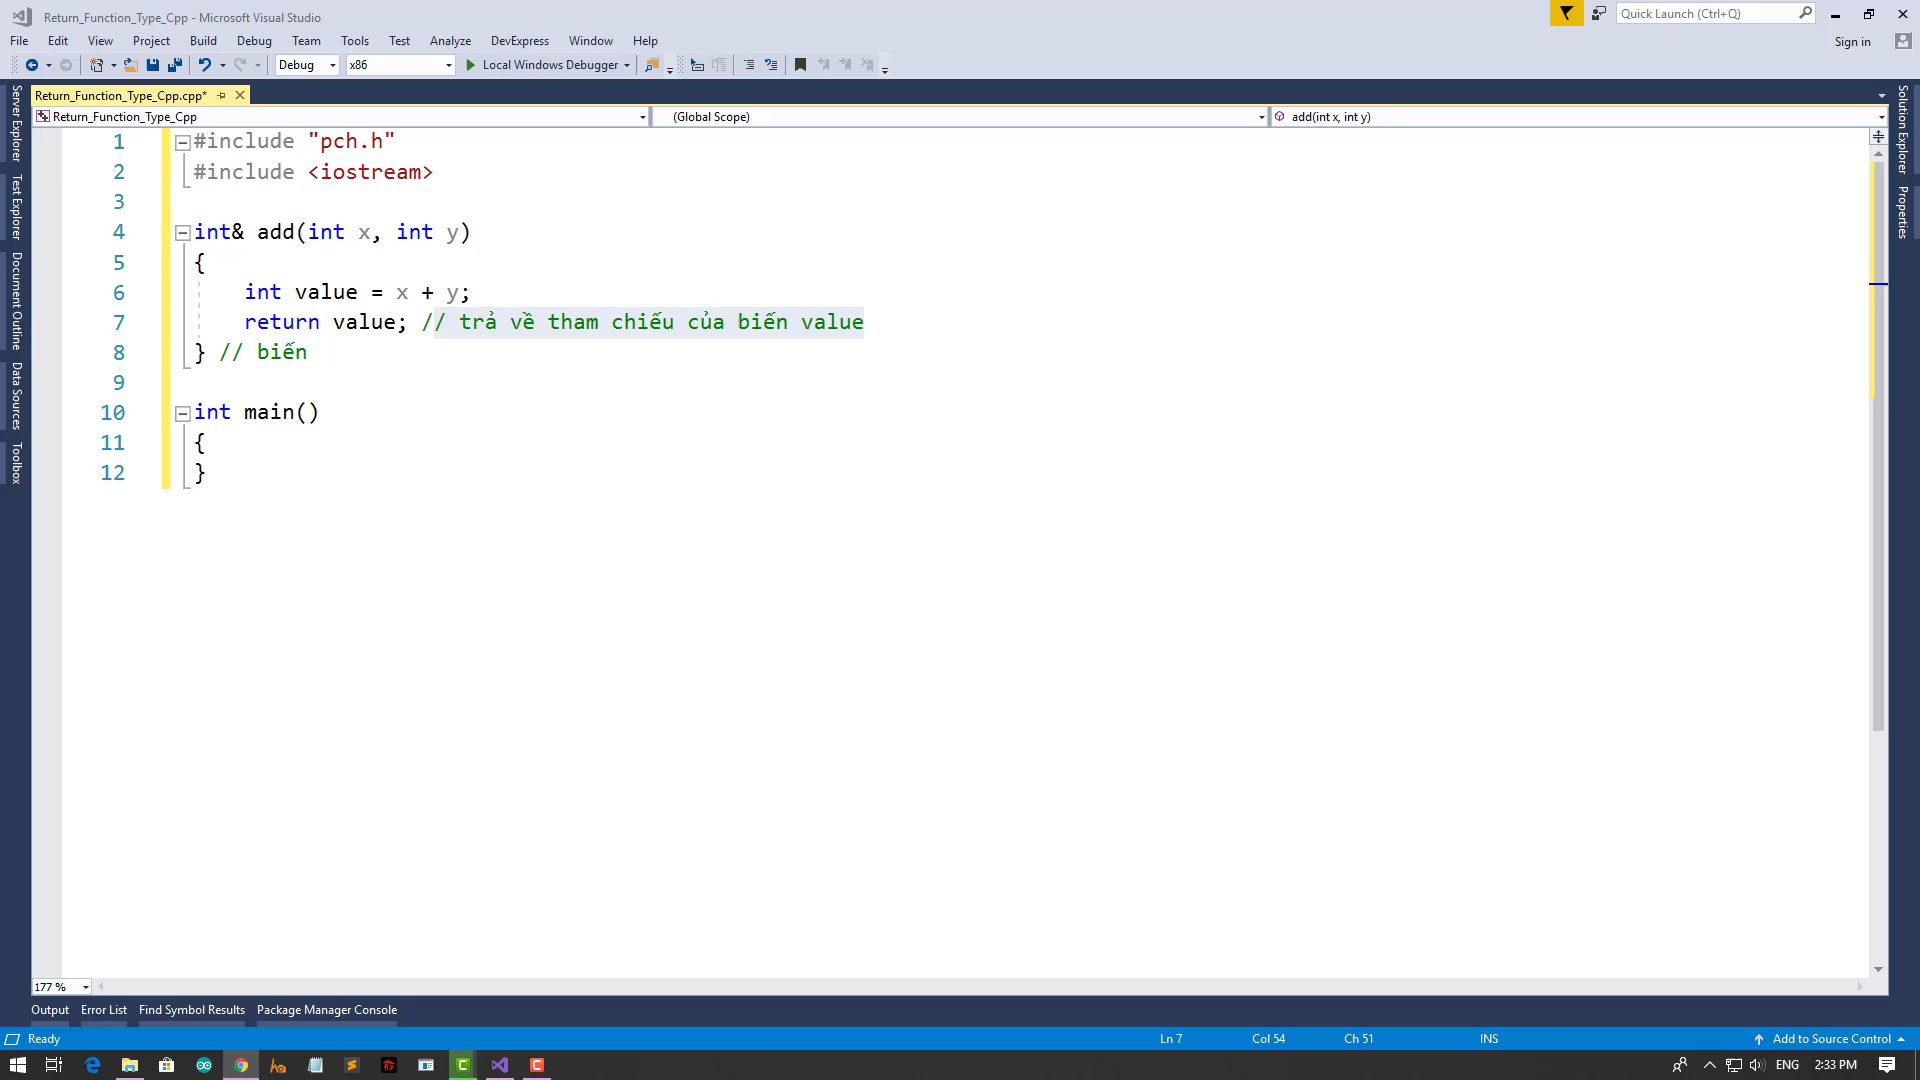 Return_Function_Type_Cpp - Microsoft Visual Studio
Quick Launch (Ctrl+Q)
File Edit View Project Build Debug Team Tools Test Analyze DevExpress Window Help
Sign in
Debug x86 Local Windows Debugger
Return_Function_Type_Cpp.cpp*
Return_Function_Type_Cpp (Global Scope) add(int x, int y)
Server Explorer
Test Explorer
Document Outline
Data Sources
Toolbox
Solution Explorer
Properties
1 #include "pch.h"
2 #include <iostream>
3
4 int& add(int x, int y)
5 {
6 int value = x + y;
7 return value; // trả về tham chiếu của biến value
8 } // biến
9
10 int main()
11 {
12 }
177 %
Output Error List Find Symbol Results Package Manager Console
Ready Ln 7 Col 54 Ch 51 INS Add to Source Control
ENG 2:33 PM